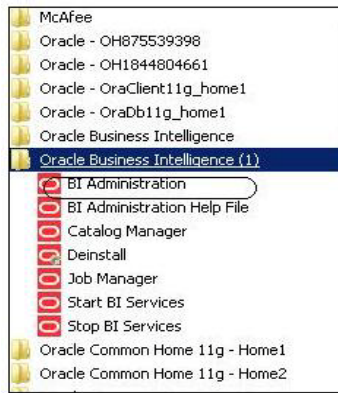 McAfee
Oracle - OH875539398
Oracle - OH1844804661
Oracle - OraClient11g_home1
Oracle - OraDb11g_home1
Oracle Business Intelligence
Oracle Business Intelligence (1)
BI Administration
BI Administration Help File
Catalog Manager
Deinstall
Job Manager
Start BI Services
Stop BI Services
Oracle Common Home 11g - Home1
Oracle Common Home 11g - Home2